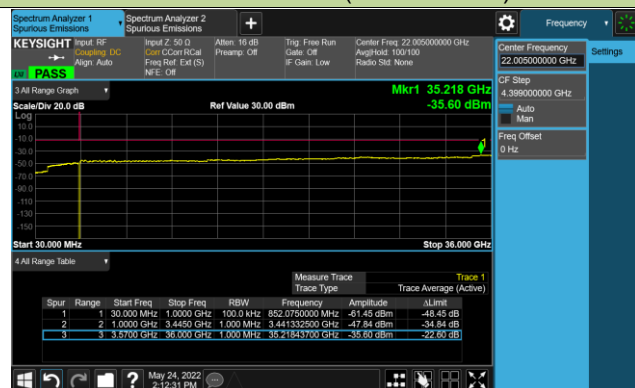 Spectrum Analyzer 1
Spurious Emissions
Spectrum Analyzer 2
Spurious Emissions
Frequency
KEYSIGHT
Input: RF
Coupling: DC
Align: Auto
Input Z: 50 Ω
Corr CCorr RCal
Freq Ref: Ext (S)
NFE: Off
Atten: 16 dB
Preamp: Off
Trig: Free Run
Gate: Off
IF Gain: Low
Center Freq: 22.005000000 GHz
Avg|Hold: 100/100
Radio Std: None
PASS
Center Frequency
22.005000000 GHz
Settings
CF Step
4.399000000 GHz
Auto
Man
Freq Offset
0 Hz
3 All Range Graph
Mkr1 35.218 GHz
Scale/Div 20.0 dB
Ref Value 30.00 dBm
-35.60 dBm
Log
10.0
-10.0
-30.0
-50.0
-70.0
-90.0
-110
-130
-150
Start 30.000 MHz
Stop 36.000 GHz
4 All Range Table
Measure Trace Trace 1
Trace Type Trace Average (Active)
Spur Range Start Freq Stop Freq RBW Frequency Amplitude ΔLimit
1 1 30.000 MHz 1.0000 GHz 100.0 kHz 852.0750000 MHz -61.45 dBm -48.45 dB
2 2 1.0000 GHz 3.4450 GHz 1.000 MHz 3.441332500 GHz -47.84 dBm -34.84 dB
3 3 3.5700 GHz 36.000 GHz 1.000 MHz 35.21843700 GHz -35.60 dBm -22.60 dB
May 24, 2022
2:12:31 PM